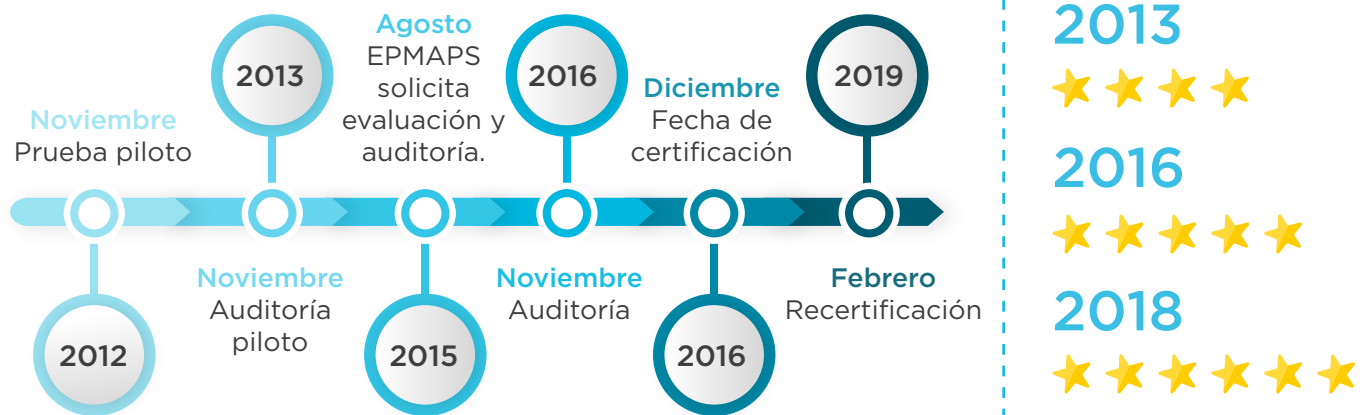 Noviembre
Prueba piloto
2012
2013
Noviembre
Auditoría
piloto
Agosto
EPMAPS
solicita
evaluación y
auditoría.
2015
2016
Noviembre
Auditoría
Diciembre
Fecha de
certificación
2016
2019
Febrero
Recertificación
2013
2016
2018